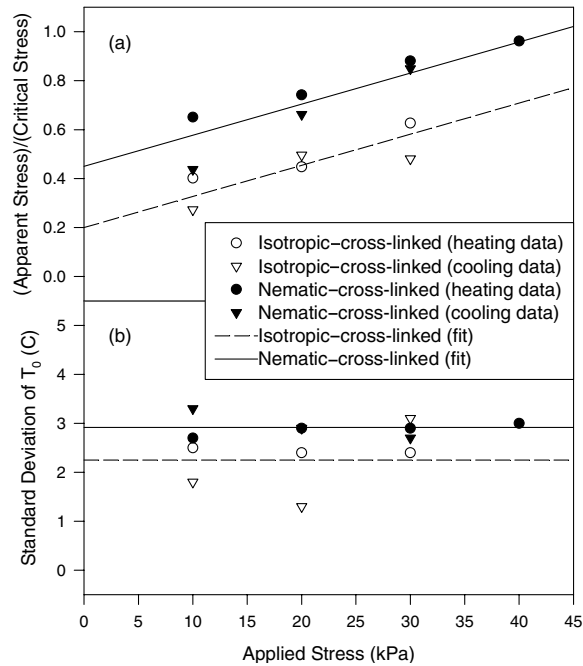 (a)
(Apparent Stress)/(Critical Stress)
1.0
0.8
0.6
0.4
0.2
0.0
Isotropic−cross−linked (heating data)
Isotropic−cross−linked (cooling data)
Nematic−cross−linked (heating data)
Nematic−cross−linked (cooling data)
Isotropic−cross−linked (fit)
Nematic−cross−linked (fit)
(b)
Standard Deviation of T0 (C)
5
4
3
2
1
0
0 5 10 15 20 25 30 35 40 45
Applied Stress (kPa)